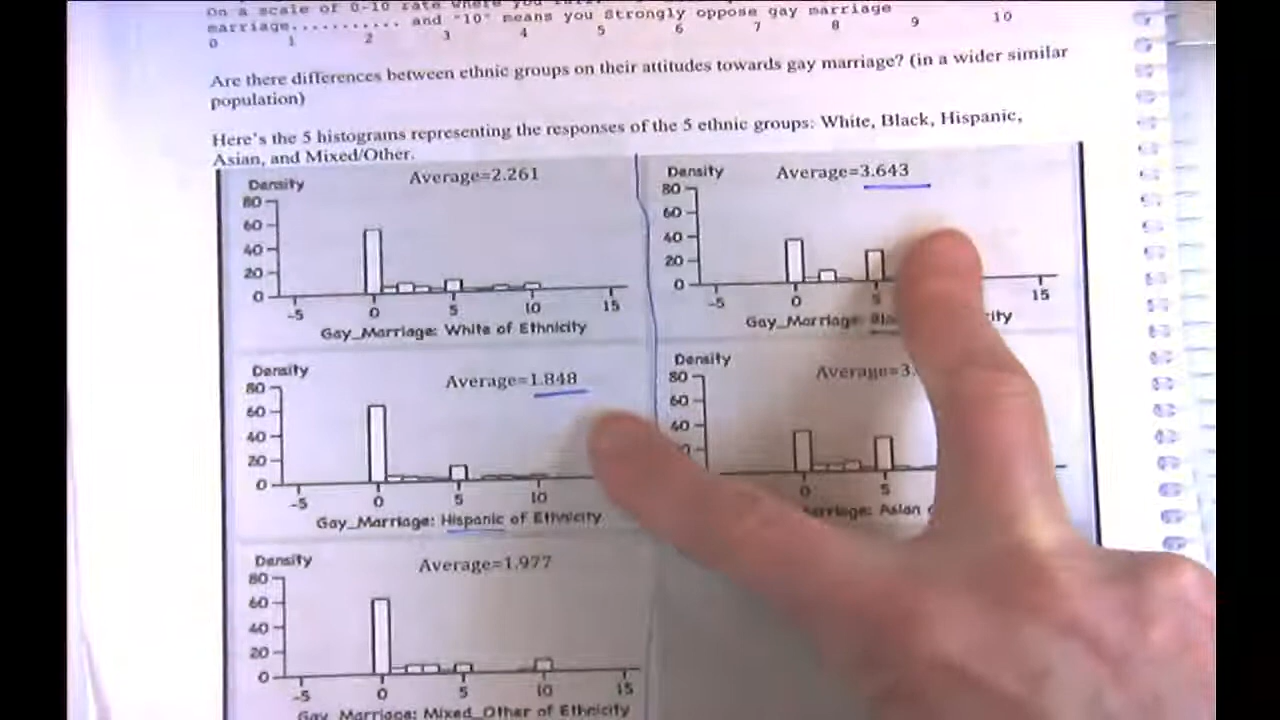 On a scale of 0-10 rate where you
marriage.......... and "10" means you Strongly oppose gay marriage
0 1 2 3 4 5 6 7 8 9 10
Are there differences between ethnic groups on their attitudes towards gay marriage? (in a wider similar
population)
Here's the 5 histograms representing the responses of the 5 ethnic groups: White, Black, Hispanic,
Asian, and Mixed/Other.
Density
Average=2.261
80
60
40
20
0
-5 0 5 10 15
Gay_Marriage: White of Ethnicity
Density
Average=3.643
80
60
40
20
0
-5 0 5 15
Gay_Marriage:
Density
Average=1.848
80
60
40
20
0
-5 0 5 10
Gay_Marriage: Hispanic of Ethnicity
Density
Average=3.
80
60
40
0 5
Asian
Density
Average=1.977
80
60
40
20
0
-5 0 5 10 15
Gay_Marriage: Mixed_Other of Ethnicity